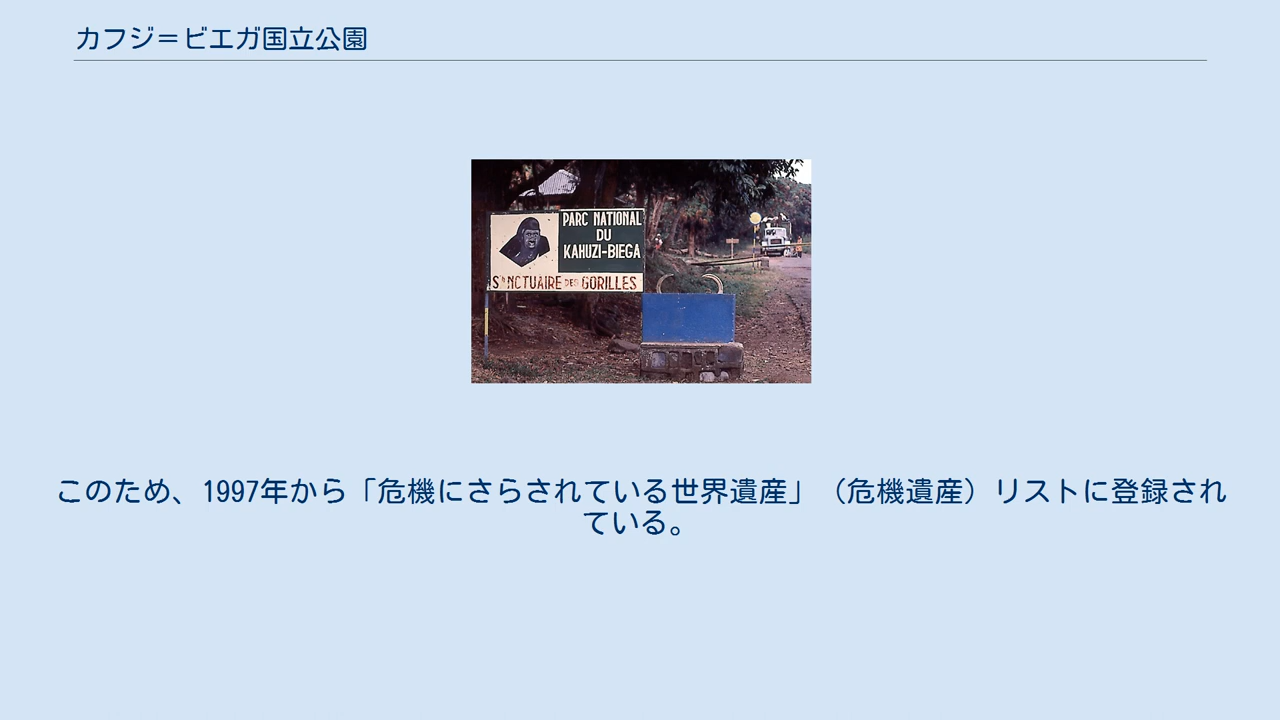 カフジ＝ビエガ国立公園
PARC NATIONAL
DU
KAHUZI-BIEGA
SANCTUAIRE DES GORILLES
このため、1997年から「危機にさらされている世界遺産」（危機遺産）リストに登録され
ている。